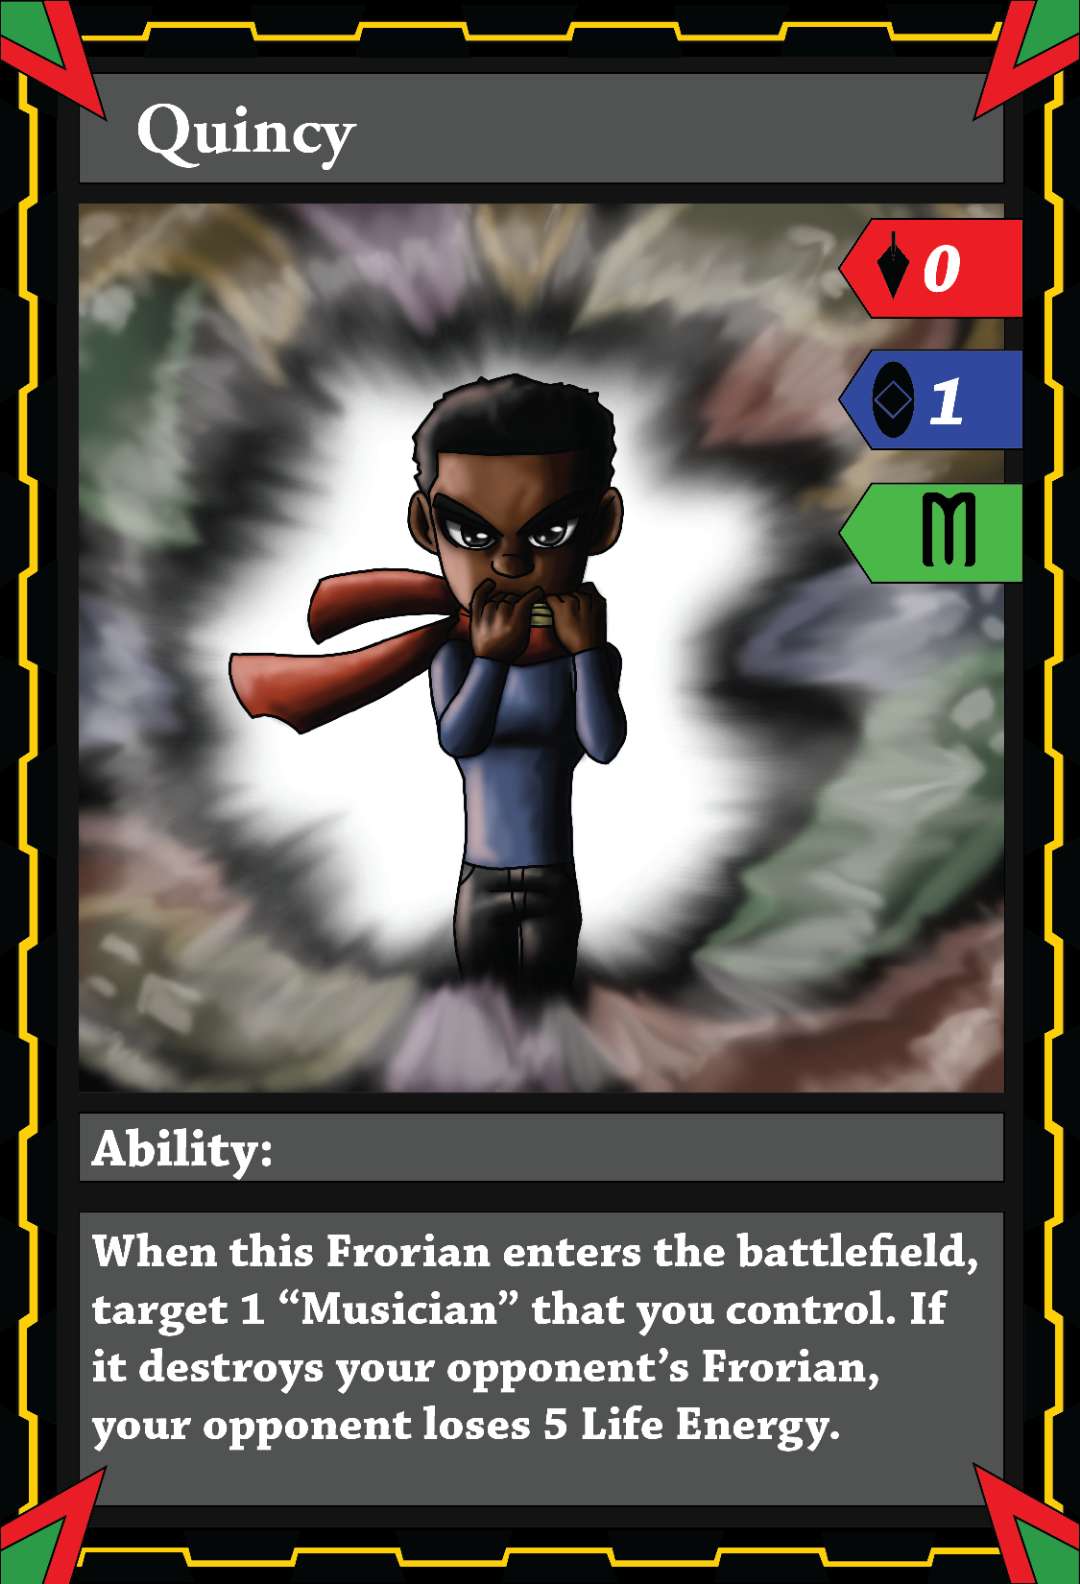 Quincy
0
1
M
Ability:
When this Frorian enters the battlefield,
target 1 “Musician” that you control. If
it destroys your opponent’s Frorian,
your opponent loses 5 Life Energy.